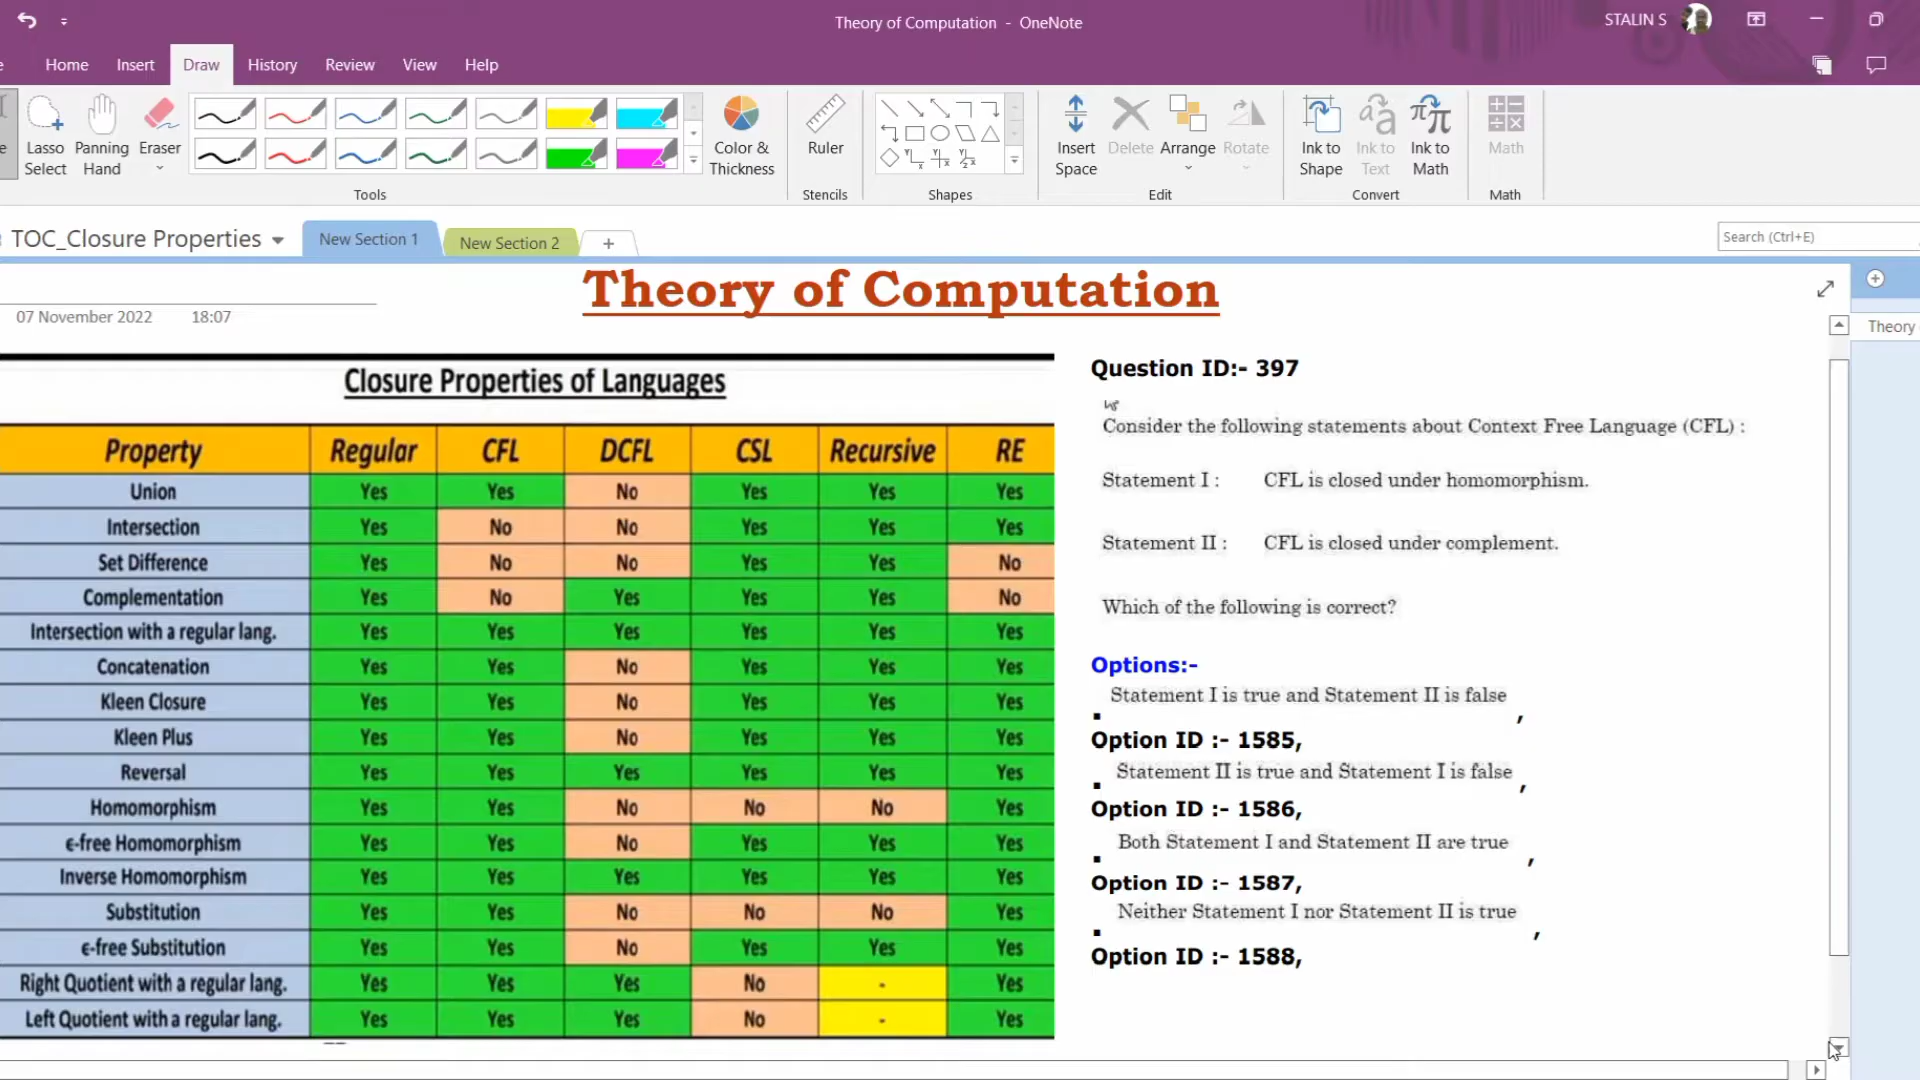 Theory of Computation - OneNote
STALIN S
Home Insert Draw History Review View Help
Lasso Select
Panning Hand
Eraser
Color & Thickness
Ruler
Insert Space
Delete
Arrange
Rotate
Ink to Shape
Ink to Text
Ink to Math
Math
Tools Stencils Shapes Edit Convert Math
TOC_Closure Properties New Section 1 New Section 2 +
Search (Ctrl+E)
Theory of Computation
07 November 2022 18:07
Theory
Closure Properties of Languages
Property Regular CFL DCFL CSL Recursive RE
Union Yes Yes No Yes Yes Yes
Intersection Yes No No Yes Yes Yes
Set Difference Yes No No Yes Yes No
Complementation Yes No Yes Yes Yes No
Intersection with a regular lang. Yes Yes Yes Yes Yes Yes
Concatenation Yes Yes No Yes Yes Yes
Kleen Closure Yes Yes No Yes Yes Yes
Kleen Plus Yes Yes No Yes Yes Yes
Reversal Yes Yes Yes Yes Yes Yes
Homomorphism Yes Yes No No No Yes
ϵ-free Homomorphism Yes Yes No Yes Yes Yes
Inverse Homomorphism Yes Yes Yes Yes Yes Yes
Substitution Yes Yes No No No Yes
ϵ-free Substitution Yes Yes No Yes Yes Yes
Right Quotient with a regular lang. Yes Yes Yes No - Yes
Left Quotient with a regular lang. Yes Yes Yes No - Yes
Question ID:- 397
Consider the following statements about Context Free Language (CFL) :
Statement I : CFL is closed under homomorphism.
Statement II : CFL is closed under complement.
Which of the following is correct?
Options:-
Statement I is true and Statement II is false
,
Option ID :- 1585,
Statement II is true and Statement I is false
,
Option ID :- 1586,
Both Statement I and Statement II are true
,
Option ID :- 1587,
Neither Statement I nor Statement II is true
,
Option ID :- 1588,